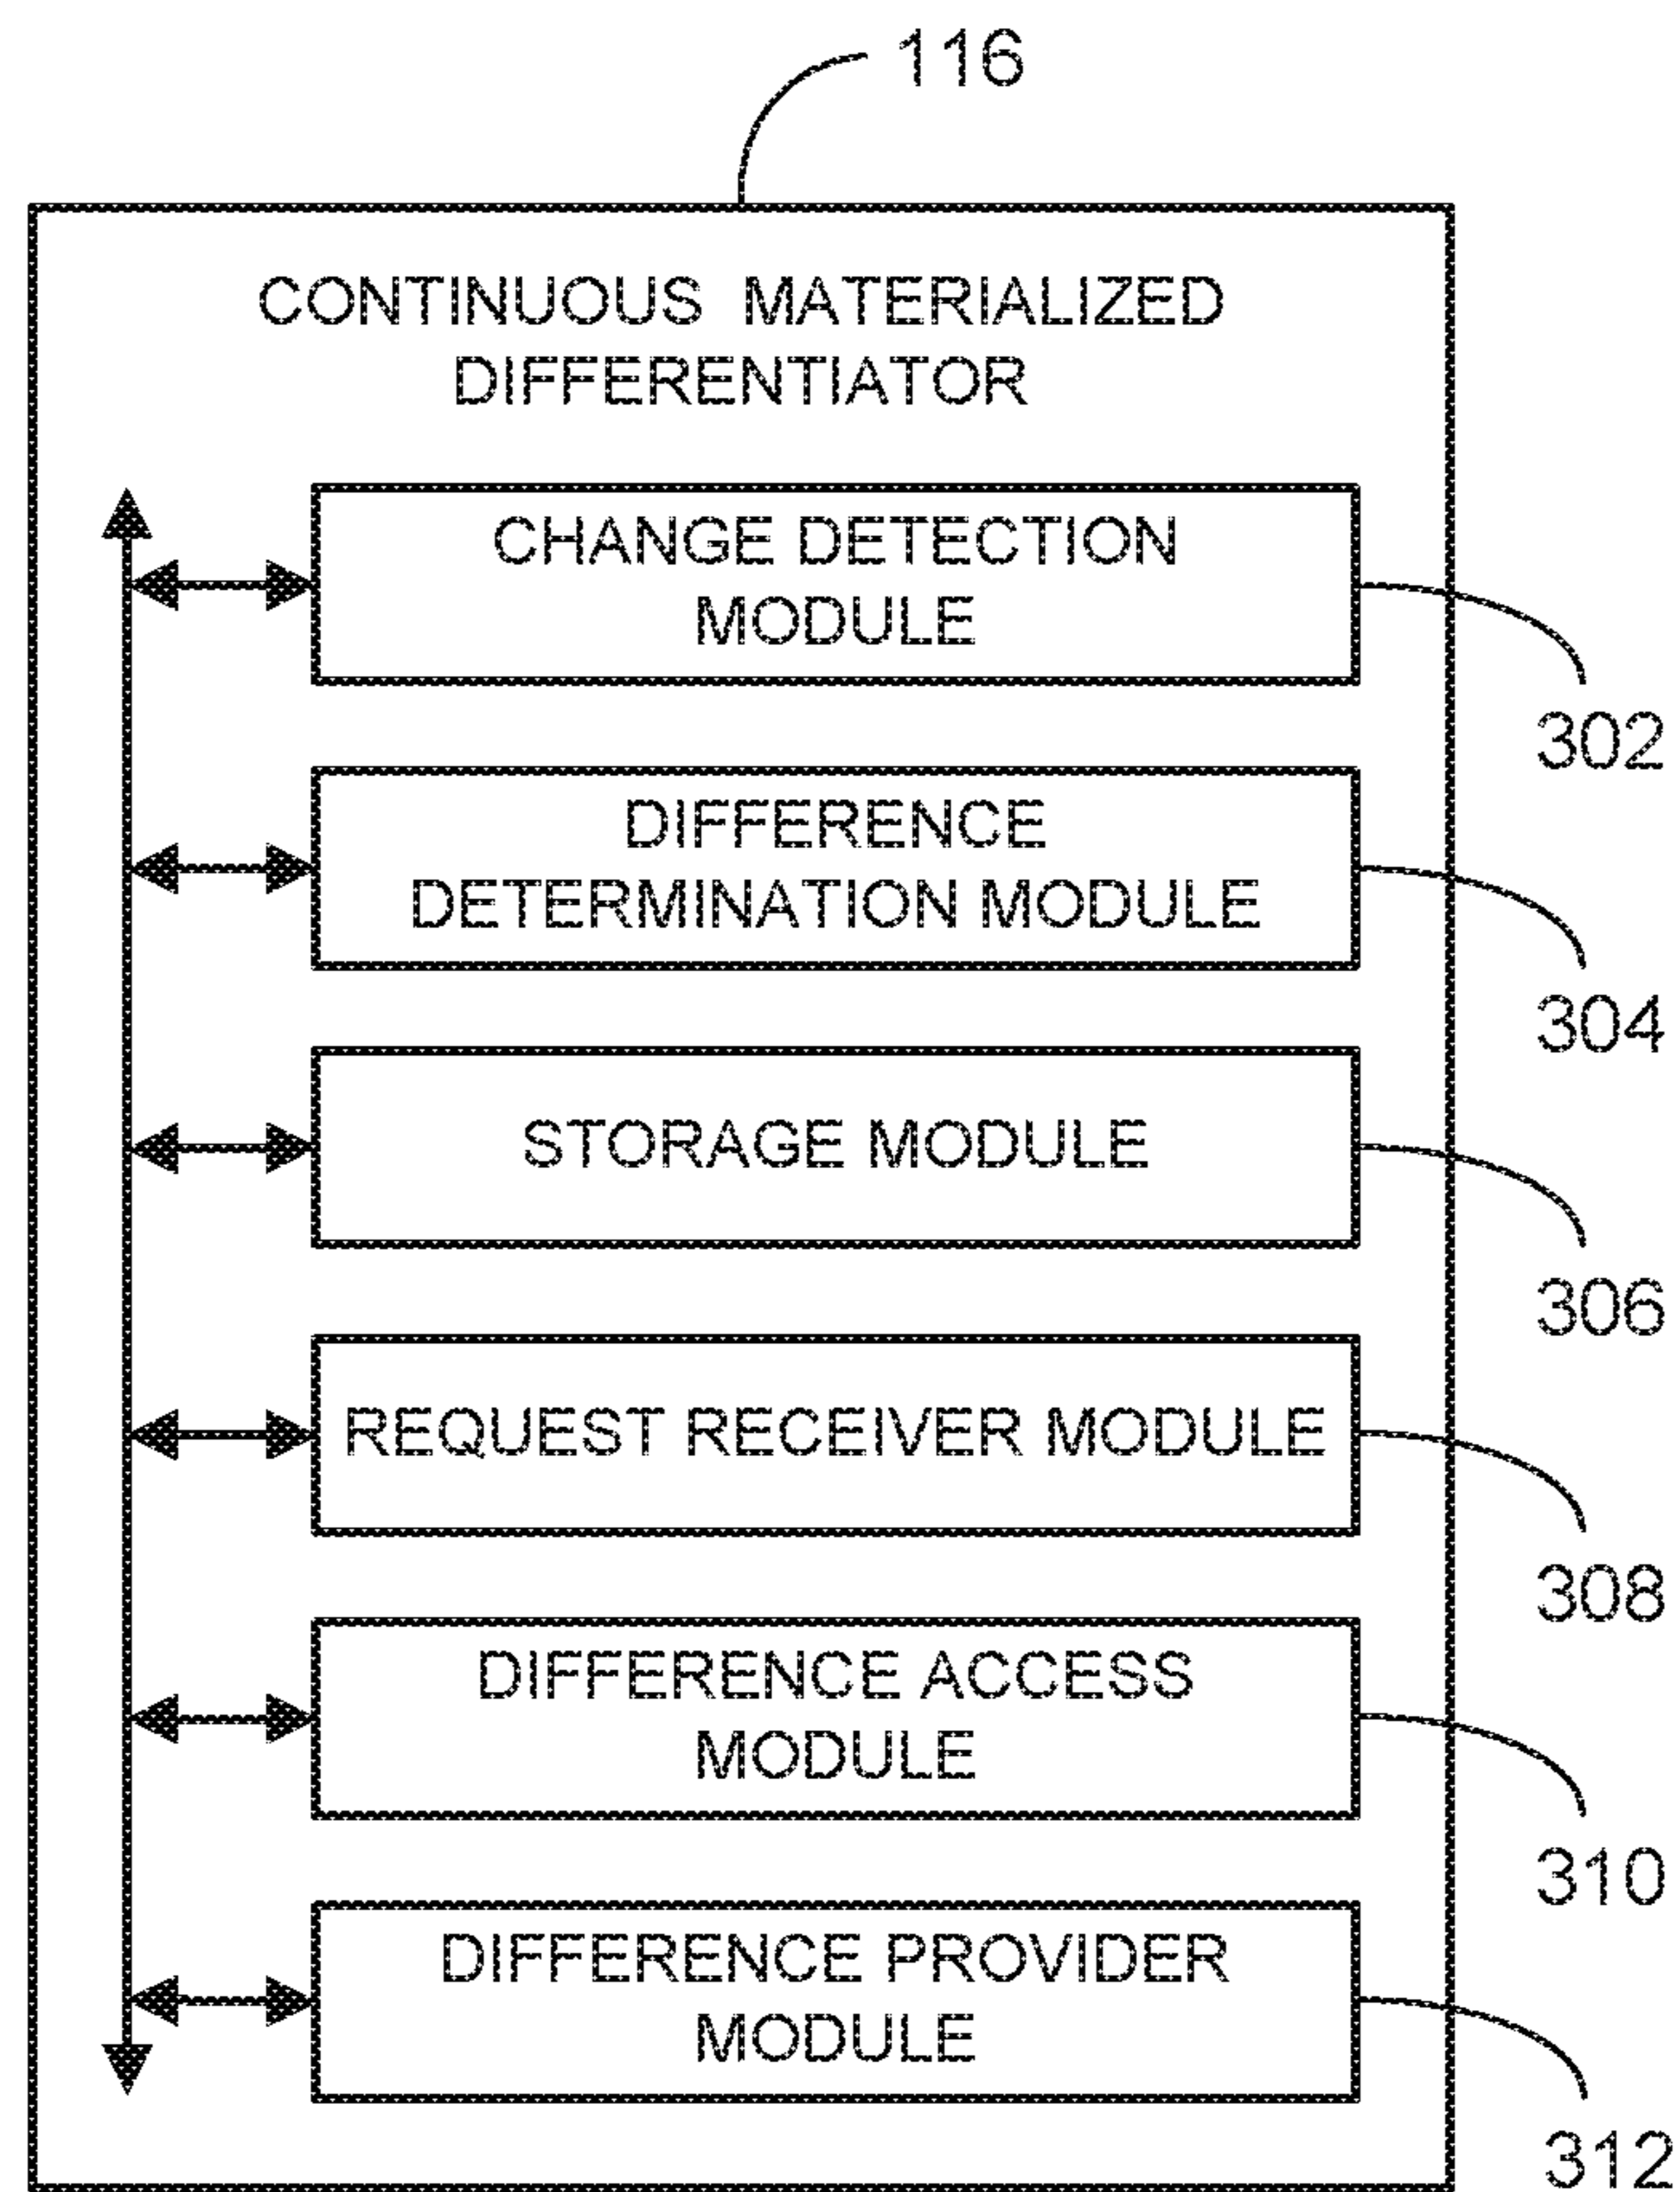 116
CONTINUOUS MATERIALIZED
DIFFERENTIATOR
CHANGE DETECTION
MODULE
302
DIFFERENCE
DETERMINATION MODULE
304
STORAGE MODULE
306
REQUEST RECEIVER MODULE
308
DIFFERENCE ACCESS
MODULE
310
DIFFERENCE PROVIDER
MODULE
312